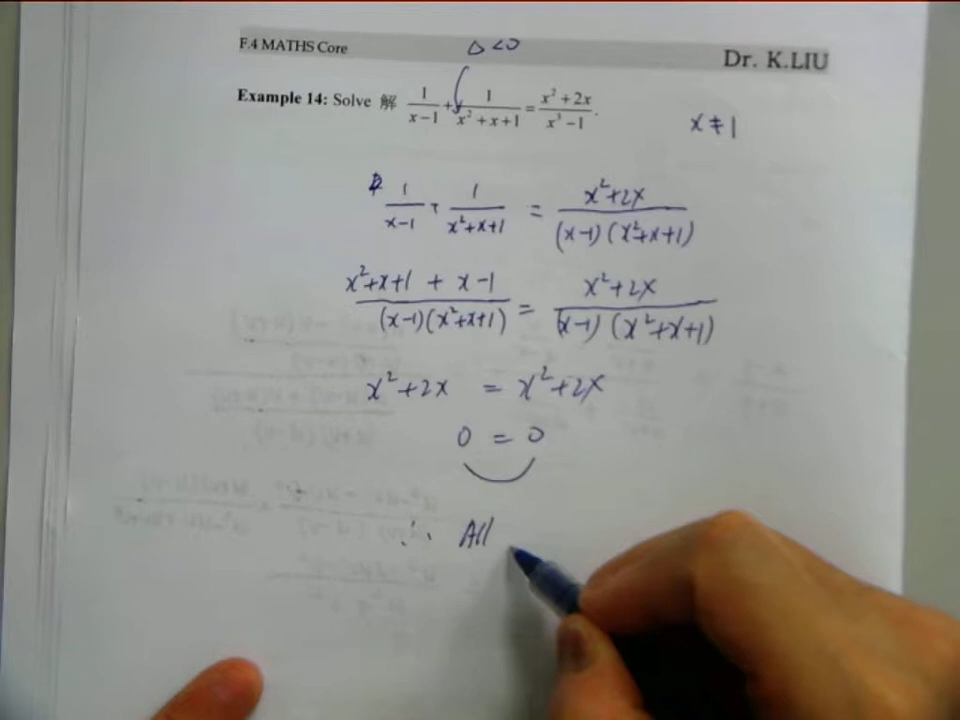 F.4 MATHS Core Δ<0 Dr. K.LIU
Example 14: Solve 解 1/(x−1) + 1/(x²+x+1) = (x²+2x)/(x³−1). x ≠ 1
1/(x−1) + 1/(x²+x+1) = (x²+2x)/((x−1)(x²+x+1))
(x²+x+1 + x−1)/((x−1)(x²+x+1)) = (x²+2x)/((x−1)(x²+x+1))
x²+2x = x²+2x
0 = 0
∴ All